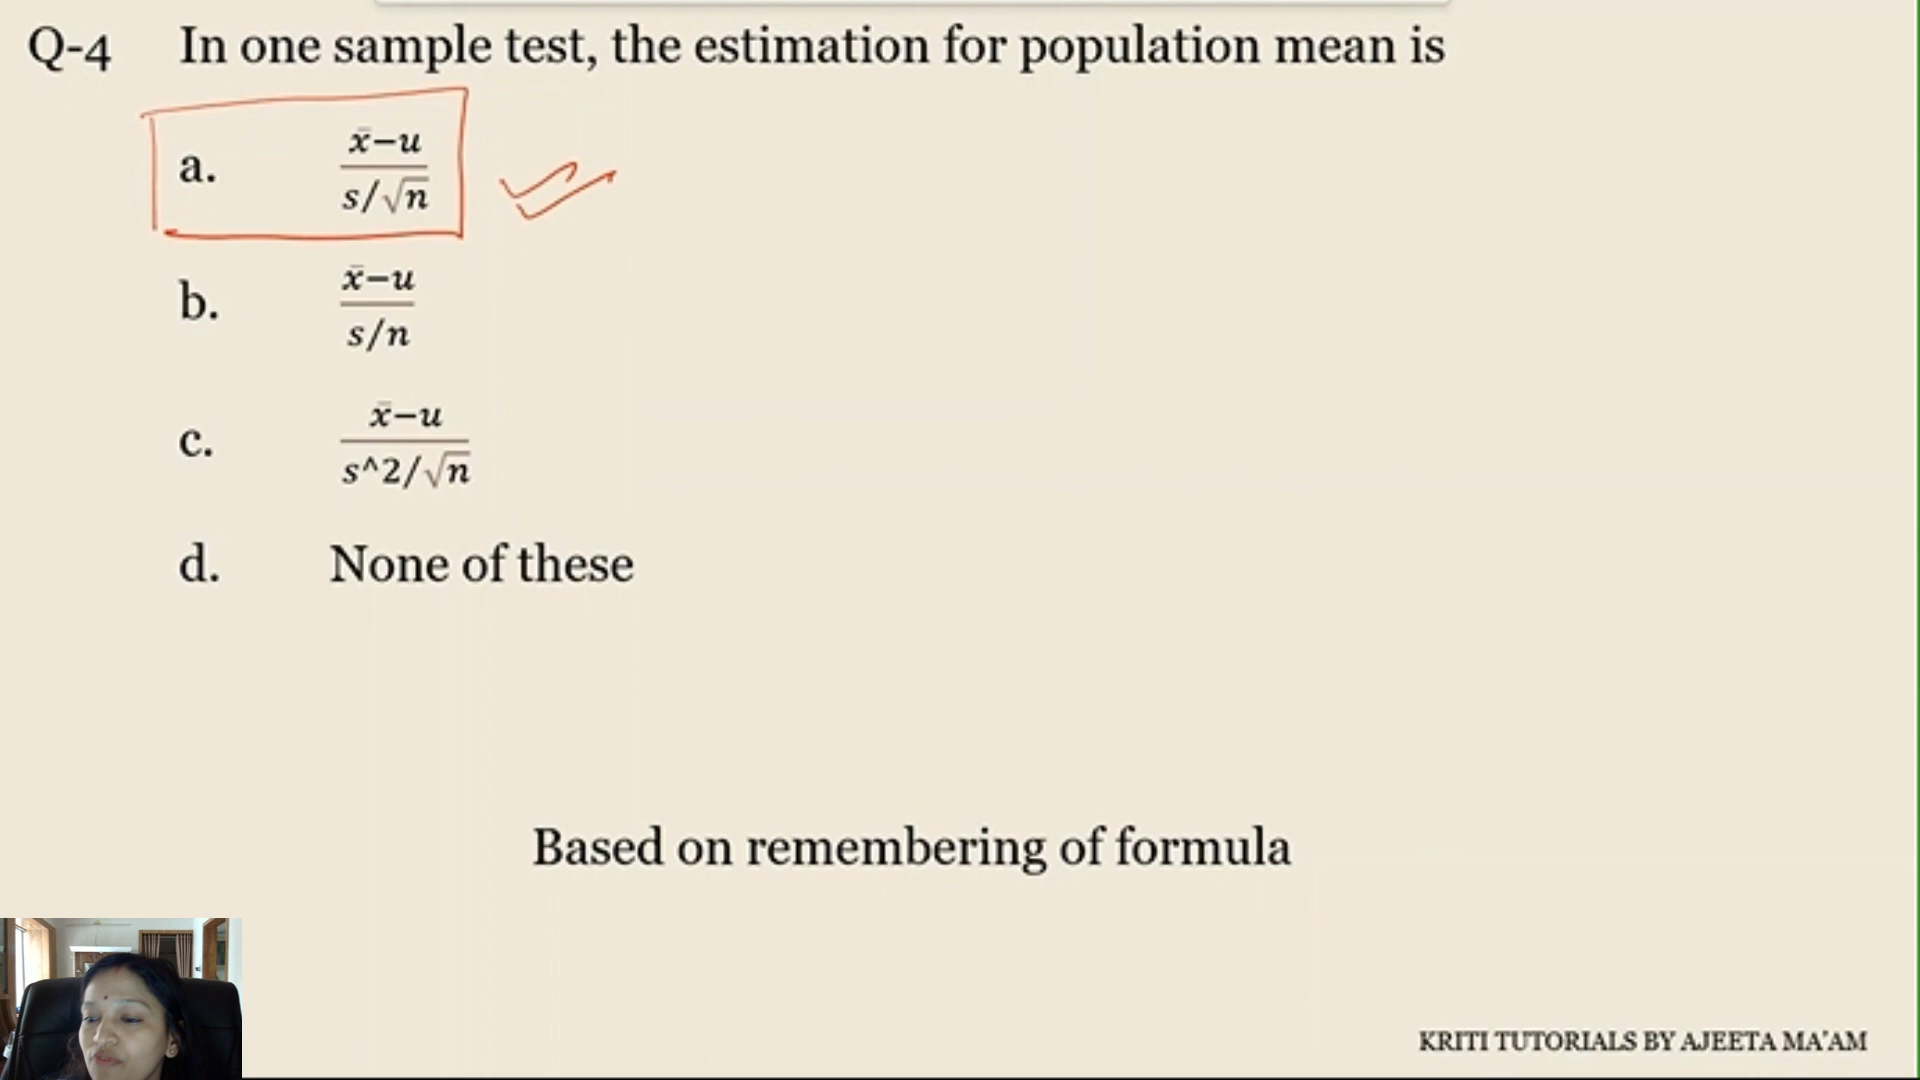 Q-4 In one sample test, the estimation for population mean is
a. x̄−u / s/√n
b. x̄−u / s/n
c. x̄−u / s^2/√n
d. None of these
Based on remembering of formula
KRITI TUTORIALS BY AJEETA MA'AM